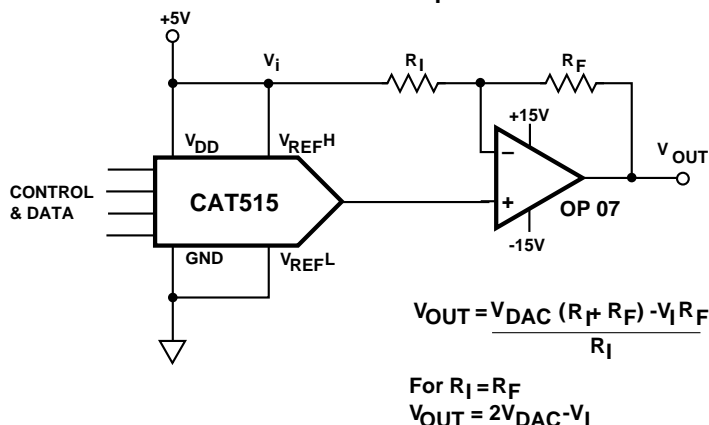 +5V
Vi RI RF
VDD VREFH +15V
CONTROL
& DATA
CAT515
– +
VOUT
OP 07
GND VREFL -15V
VOUT = VDAC (RI+ RF) -VI RF
RI
For RI = RF
VOUT = 2VDAC-VI